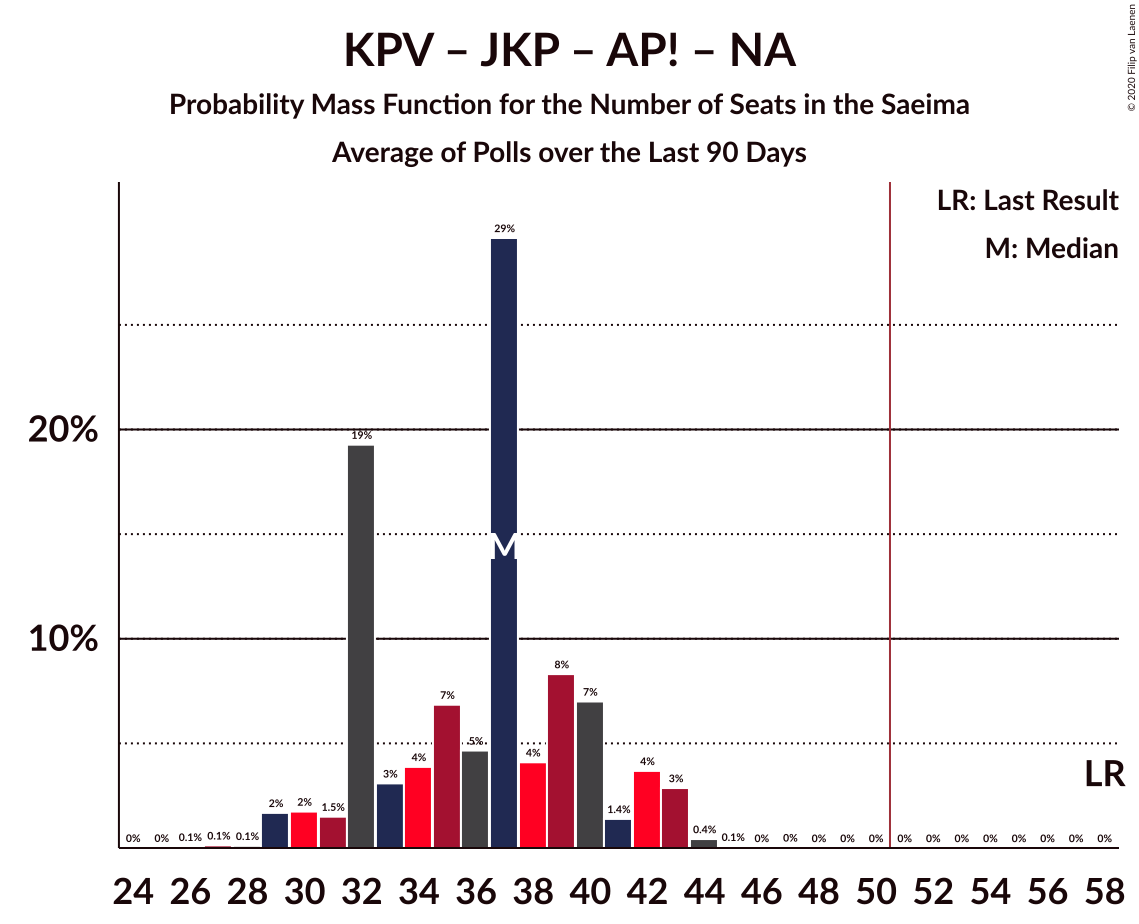 KPV – JKP – AP! – NA
Probability Mass Function for the Number of Seats in the Saeima
Average of Polls over the Last 90 Days
© 2020 Filip van Laenen
LR: Last Result
M: Median
29%
20%
19%
M
10%
8%
7%
7%
5%
4%
4%
4%
3%
3%
LR
2%
2%
1.5%
1.4%
0.4%
0% 0% 0.1% 0.1% 0.1% 0.1% 0% 0% 0% 0% 0% 0% 0% 0% 0% 0% 0% 0% 0%
24 26 28 30 32 34 36 38 40 42 44 46 48 50 52 54 56 58